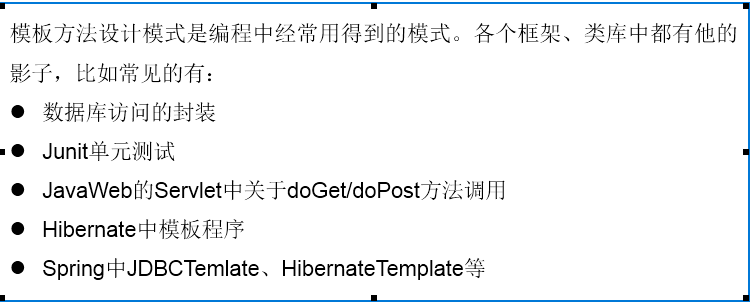 模板方法设计模式是编程中经常用得到的模式。各个框架、类库中都有他的
影子，比如常见的有：
● 数据库访问的封装
● Junit单元测试
● JavaWeb的Servlet中关于doGet/doPost方法调用
● Hibernate中模板程序
● Spring中JDBCTemlate、HibernateTemplate等